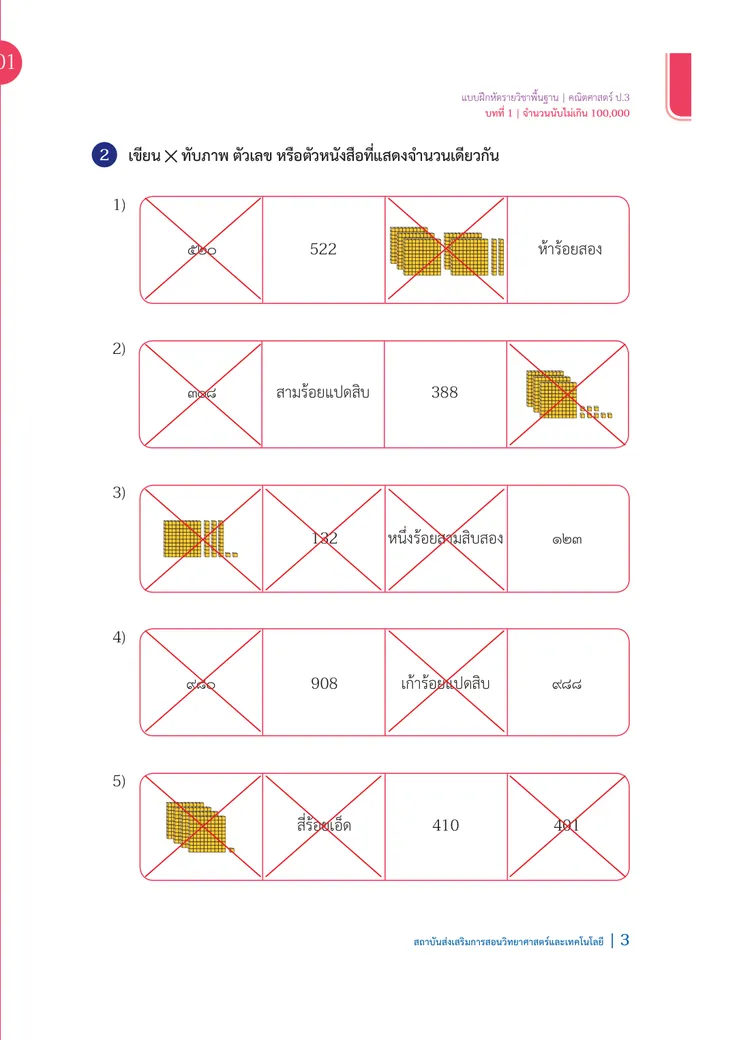 01
แบบฝึกหัดรายวิชาพื้นฐาน | คณิตศาสตร์ ป.3
บทที่ 1 | จำนวนนับไม่เกิน 100,000
2 เขียน ✕ ทับภาพ ตัวเลข หรือตัวหนังสือที่แสดงจำนวนเดียวกัน
1) ๕๒๐ 522 ห้าร้อยสอง
2) ๓๐๘ สามร้อยแปดสิบ 388
3) 132 หนึ่งร้อยสามสิบสอง ๑๒๓
4) ๙๘๐ 908 เก้าร้อยแปดสิบ ๙๘๘
5) สี่ร้อยเอ็ด 410 401
สถาบันส่งเสริมการสอนวิทยาศาสตร์และเทคโนโลยี | 3